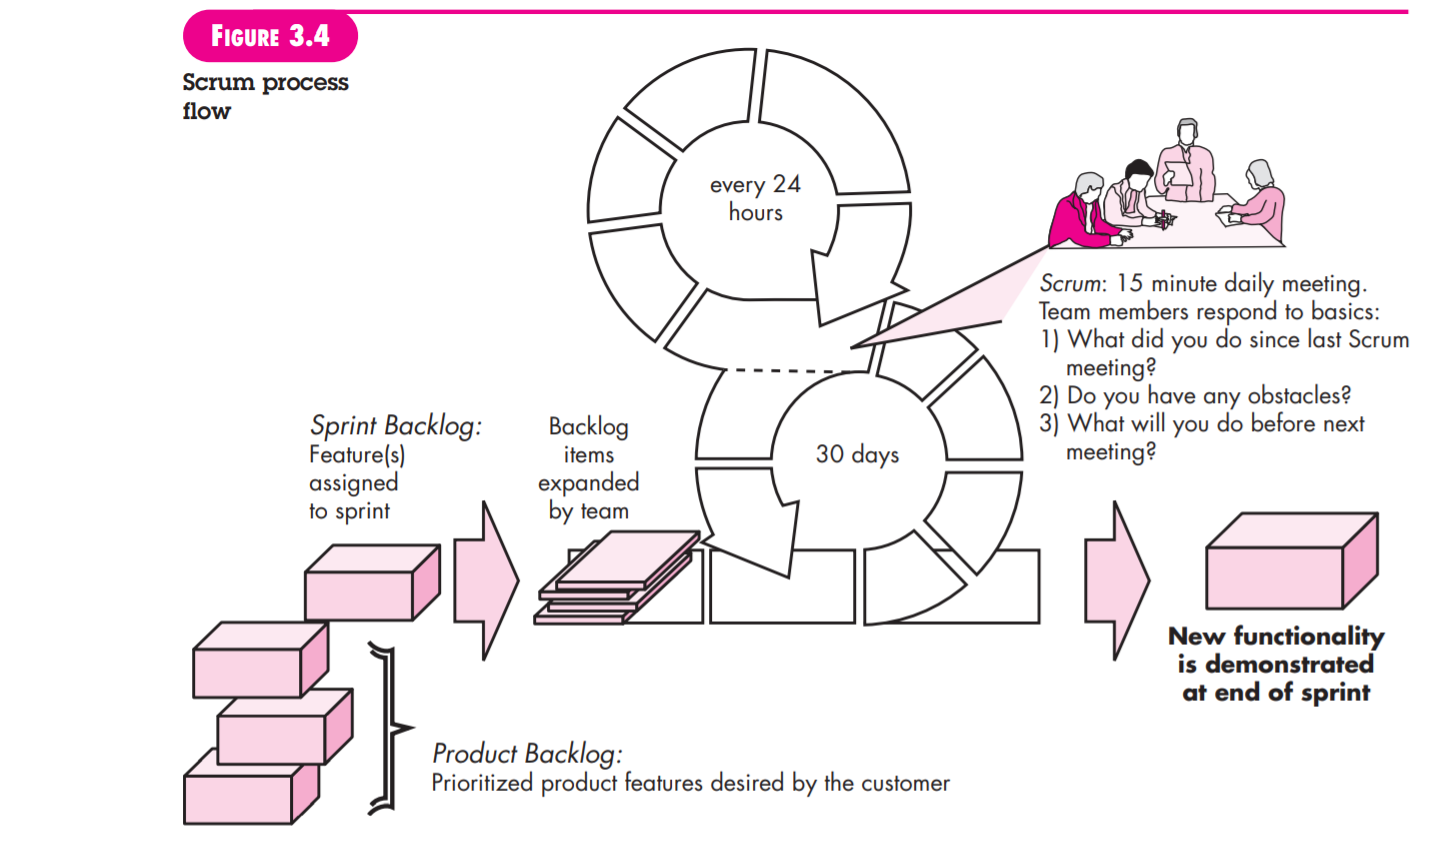 FIGURE 3.4
Scrum process
flow
every 24
hours
Scrum: 15 minute daily meeting.
Team members respond to basics:
1) What did you do since last Scrum
meeting?
2) Do you have any obstacles?
3) What will you do before next
meeting?
Sprint Backlog:
Feature(s)
assigned
to sprint
Backlog
items
expanded
by team
30 days
New functionality
is demonstrated
at end of sprint
Product Backlog:
Prioritized product features desired by the customer